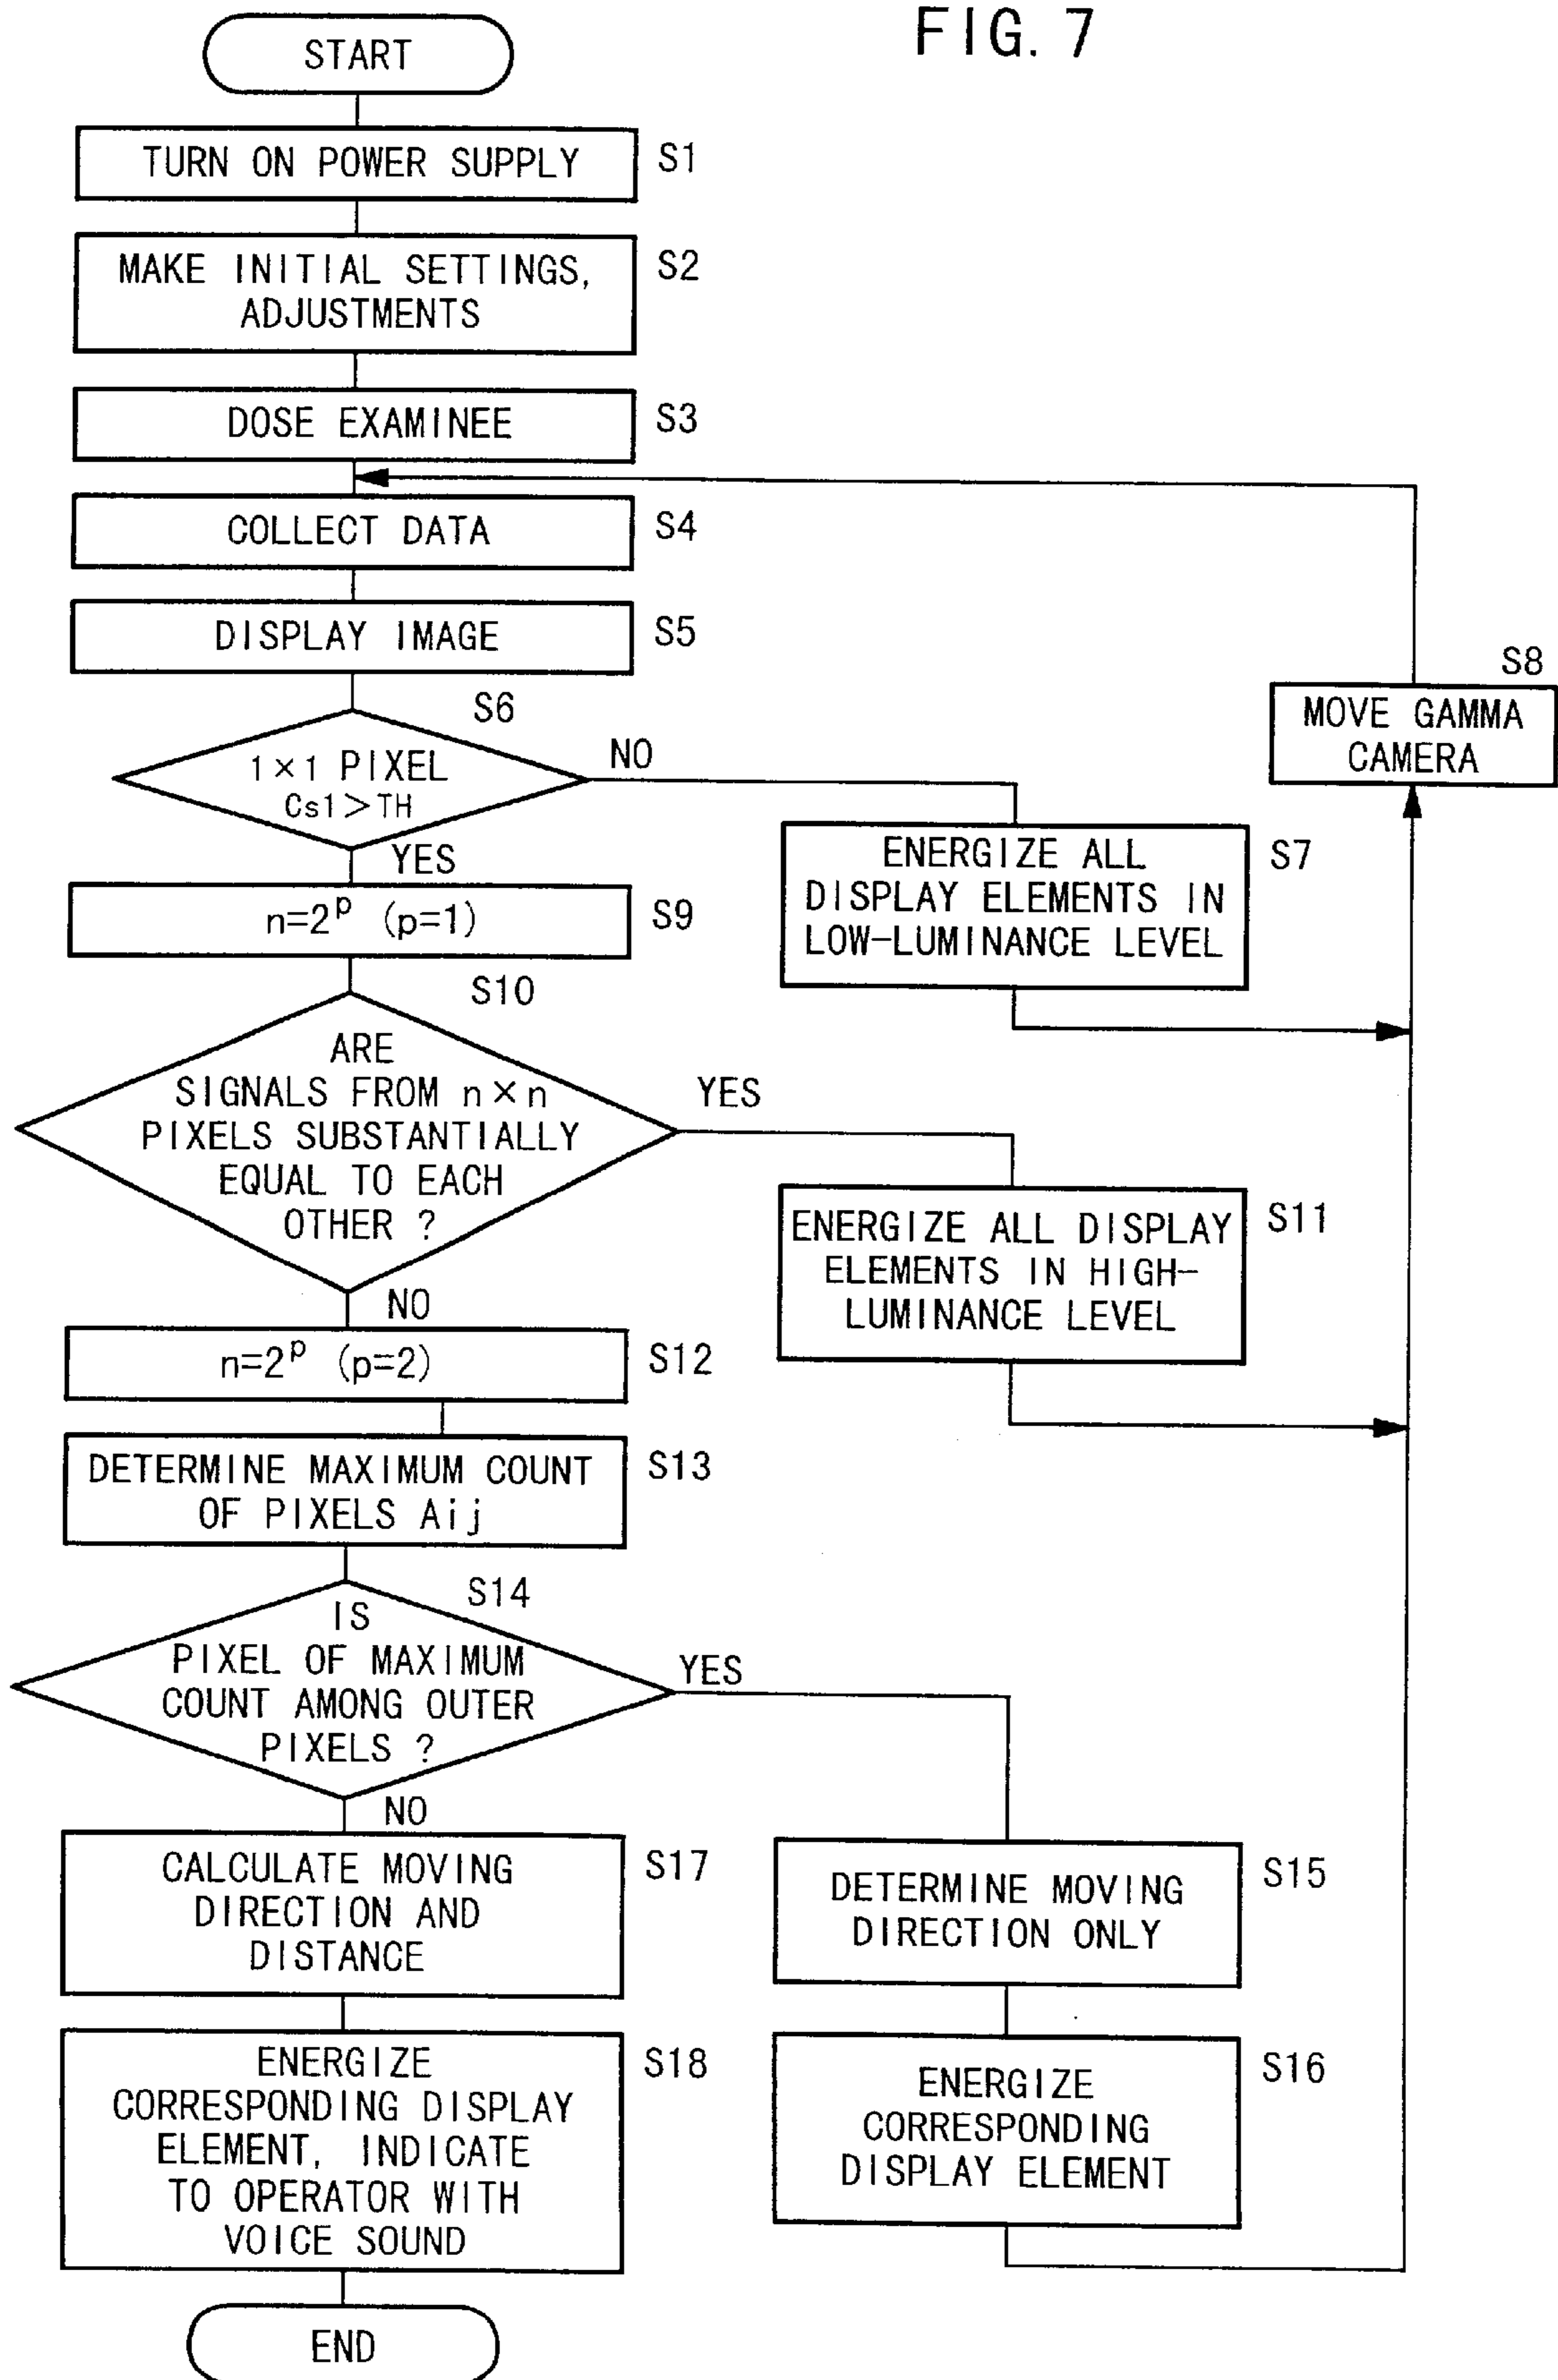 FIG. 7
START
TURN ON POWER SUPPLY
S1
MAKE INITIAL SETTINGS,
ADJUSTMENTS
S2
DOSE EXAMINEE
S3
COLLECT DATA
S4
DISPLAY IMAGE
S5
S6
1×1 PIXEL
Cs1>TH
NO
YES
ENERGIZE ALL
DISPLAY ELEMENTS IN
LOW-LUMINANCE LEVEL
S7
S8
MOVE GAMMA
CAMERA
n=2^p (p=1)
S9
S10
ARE
SIGNALS FROM n×n
PIXELS SUBSTANTIALLY
EQUAL TO EACH
OTHER ?
YES
NO
ENERGIZE ALL DISPLAY
ELEMENTS IN HIGH-
LUMINANCE LEVEL
S11
n=2^p (p=2)
S12
DETERMINE MAXIMUM COUNT
OF PIXELS Aij
S13
S14
IS
PIXEL OF MAXIMUM
COUNT AMONG OUTER
PIXELS ?
YES
NO
DETERMINE MOVING
DIRECTION ONLY
S15
ENERGIZE
CORRESPONDING
DISPLAY ELEMENT
S16
CALCULATE MOVING
DIRECTION AND
DISTANCE
S17
ENERGIZE
CORRESPONDING DISPLAY
ELEMENT, INDICATE
TO OPERATOR WITH
VOICE SOUND
S18
END